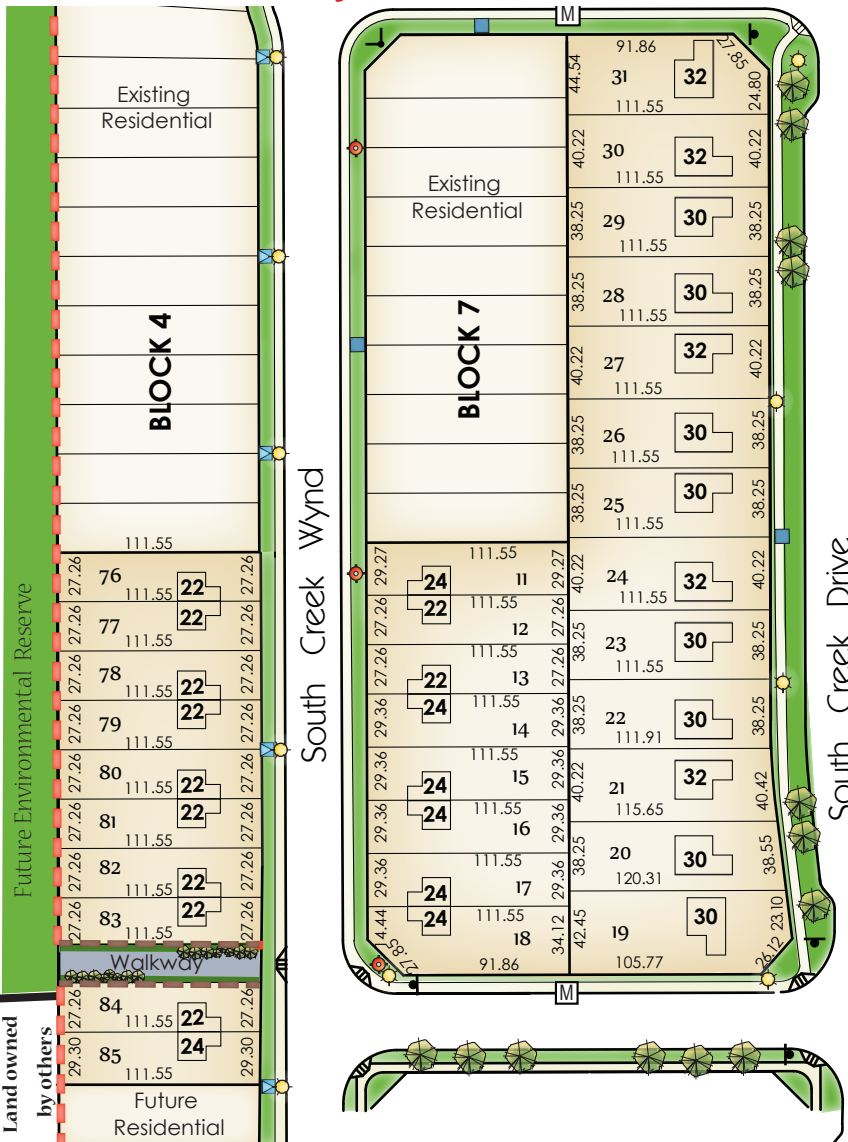 Existing
Residential
BLOCK 4
111.55
27.26 76 111.55 22 27.26
27.26 77 111.55 22 27.26
27.26 78 111.55 22 27.26
27.26 79 111.55 22 27.26
27.26 80 111.55 22 27.26
27.26 81 111.55 22 27.26
27.26 82 111.55 22 27.26
27.26 83 111.55 22 27.26
Walkway
27.26 84 111.55 22 27.26
29.30 85 111.55 24 29.30
Future
Residential
Future Environmental Reserve
Land owned
by others
South Creek Wynd
M
Existing
Residential
BLOCK 7
29.27 24 111.55 11 29.27
27.26 22 111.55 12 27.26
27.26 22 111.55 13 27.26
29.36 24 111.55 14 29.36
29.36 24 111.55 15 29.36
29.36 24 111.55 16 29.36
29.36 24 111.55 17 29.36
24 111.55 18 34.12
27.85
91.86
91.86 27.85
44.54 31 111.55 32 24.80
40.22 30 111.55 32 40.22
38.25 29 111.55 30 38.25
38.25 28 111.55 30 38.25
40.22 27 111.55 32 40.22
38.25 26 111.55 30 38.25
38.25 25 111.55 30 38.25
40.22 24 111.55 32 40.22
38.25 23 111.55 30 38.25
38.25 22 111.91 30 38.25
40.22 21 115.65 32 40.42
38.25 20 120.31 30 38.55
42.45 19 105.77 30 23.10
26.12
M
South Creek Drive